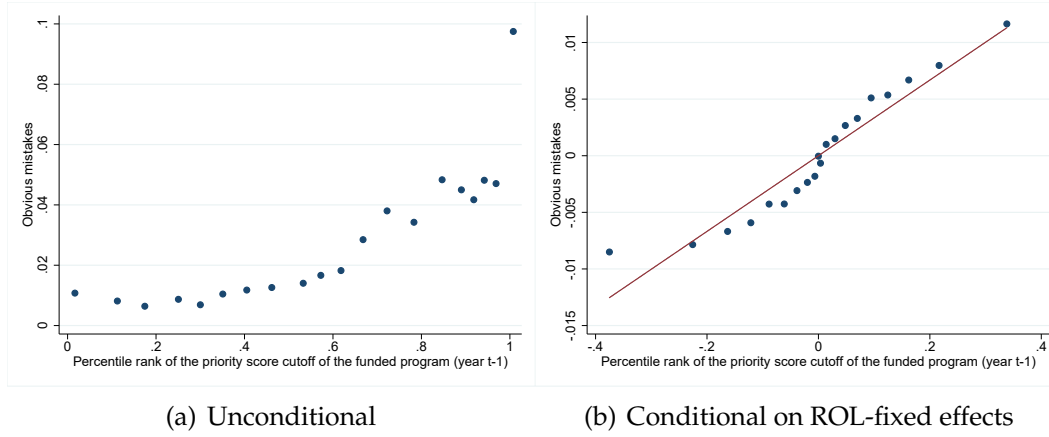 Obvious mistakes
0 .02 .04 .06 .08 .1
0 .2 .4 .6 .8 1
Percentile rank of the priority score cutoff of the funded program (year t-1)
(a) Unconditional
Obvious mistakes
-.015 -.01 -.005 0 .005 .01
-.4 -.2 0 .2 .4
Percentile rank of the priority score cutoff of the funded program (year t-1)
(b) Conditional on ROL-fixed effects